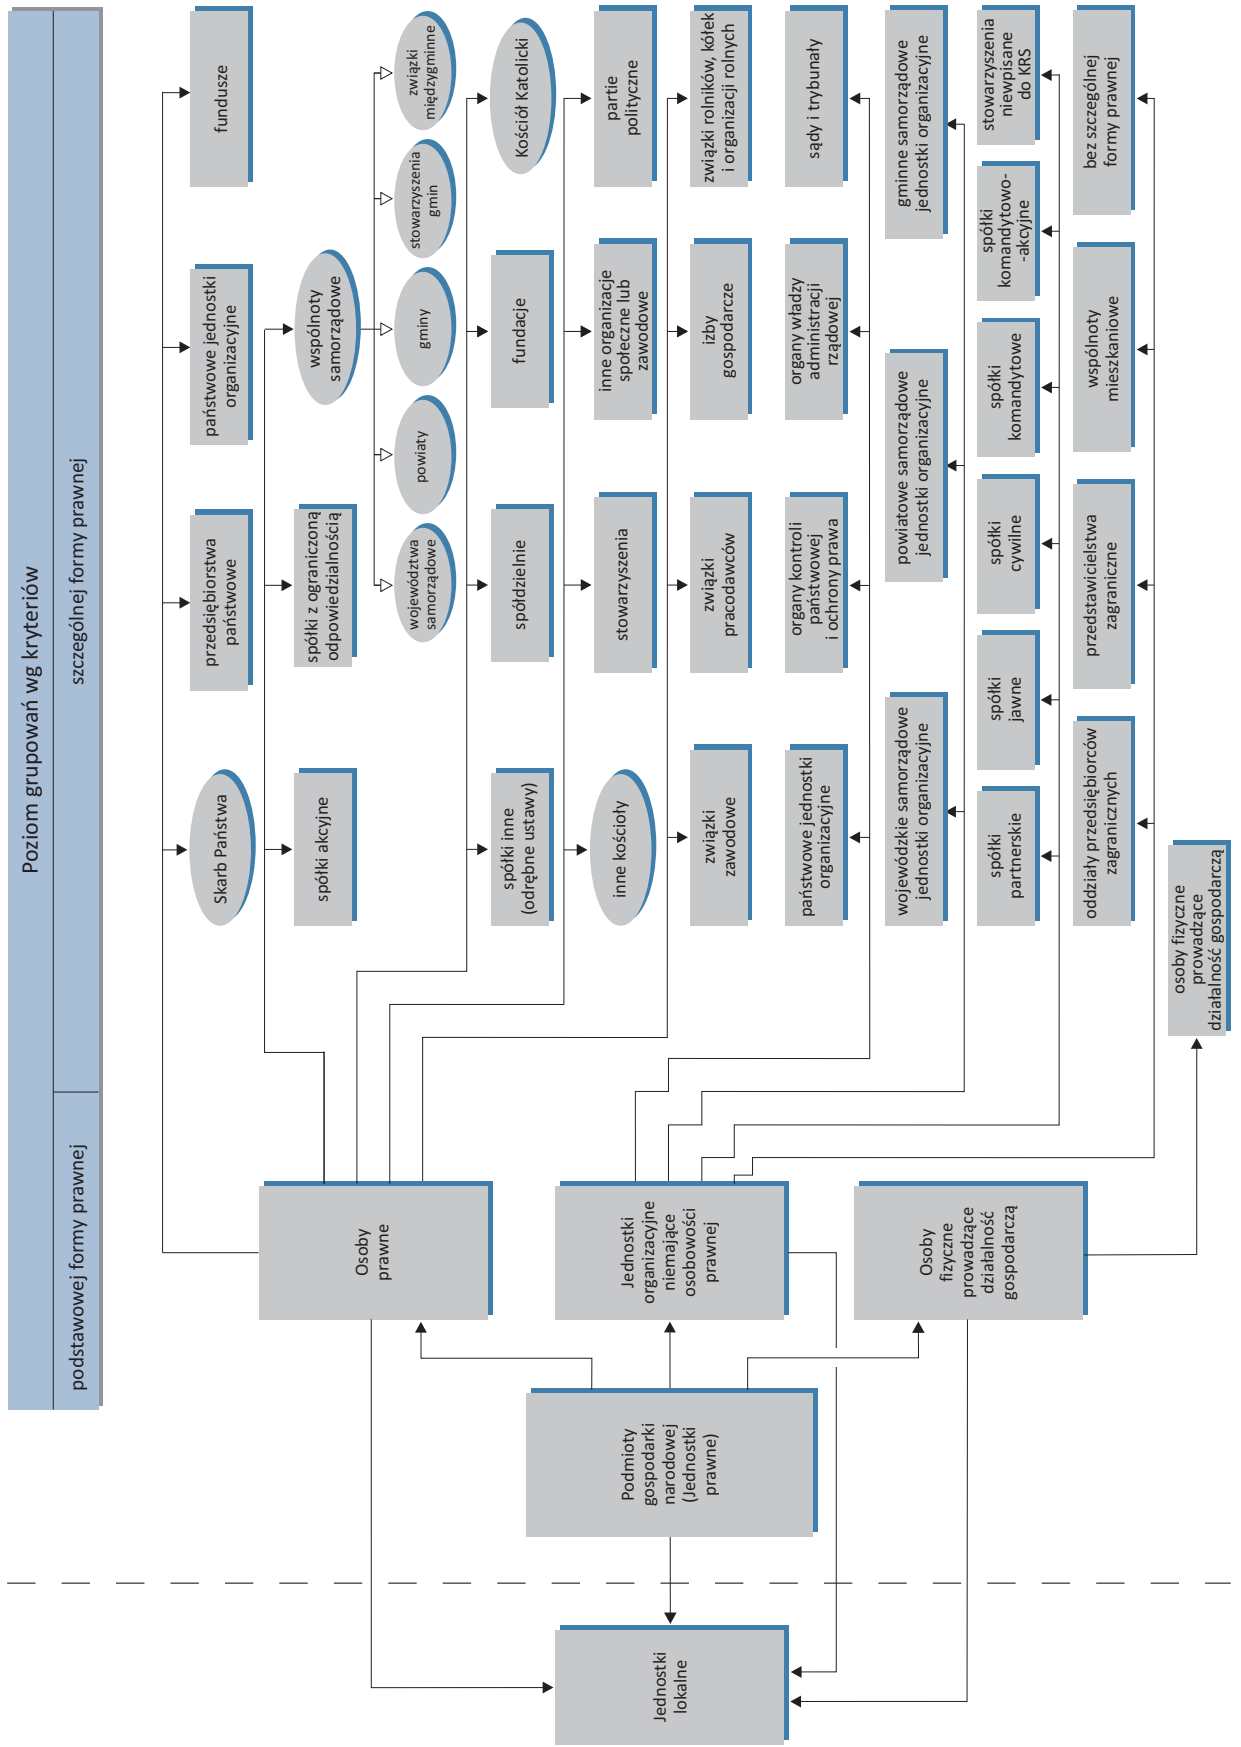 Poziom grupowań wg kryteriów
podstawowej formy prawnej
szczególnej formy prawnej
Jednostki
lokalne
Podmioty
gospodarki
narodowej
(Jednostki
prawne)
Osoby
prawne
Jednostki
organizacyjne
niemające
osobowości
prawnej
Osoby
fizyczne
prowadzące
działalność
gospodarczą
Skarb Państwa
przedsiębiorstwa
państwowe
państwowe jednostki
organizacyjne
fundusze
spółki akcyjne
spółki z ograniczoną
odpowiedzialnością
wspólnoty
samorządowe
województwa
samorządowe
powiaty
gminy
stowarzyszenia
gmin
związki
międzygminne
spółki inne
(odrębne ustawy)
spółdzielnie
fundacje
Kościół Katolicki
inne kościoły
stowarzyszenia
inne organizacje
społeczne lub
zawodowe
partie
polityczne
związki
zawodowe
związki
pracodawców
izby
gospodarcze
związki rolników, kółek
i organizacji rolnych
państwowe jednostki
organizacyjne
organy kontroli
państwowej
i ochrony prawa
organy władzy
administracji
rządowej
sądy i trybunały
wojewódzkie samorządowe
jednostki organizacyjne
powiatowe samorządowe
jednostki organizacyjne
gminne samorządowe
jednostki organizacyjne
spółki
partnerskie
spółki
jawne
spółki
cywilne
spółki
komandytowe
spółki
komandytowo-
-akcyjne
stowarzyszenia
niewpisane
do KRS
oddziały przedsiębiorców
zagranicznych
przedstawicielstwa
zagraniczne
wspólnoty
mieszkaniowe
bez szczególnej
formy prawnej
osoby fizyczne
prowadzące
działalność gospodarczą